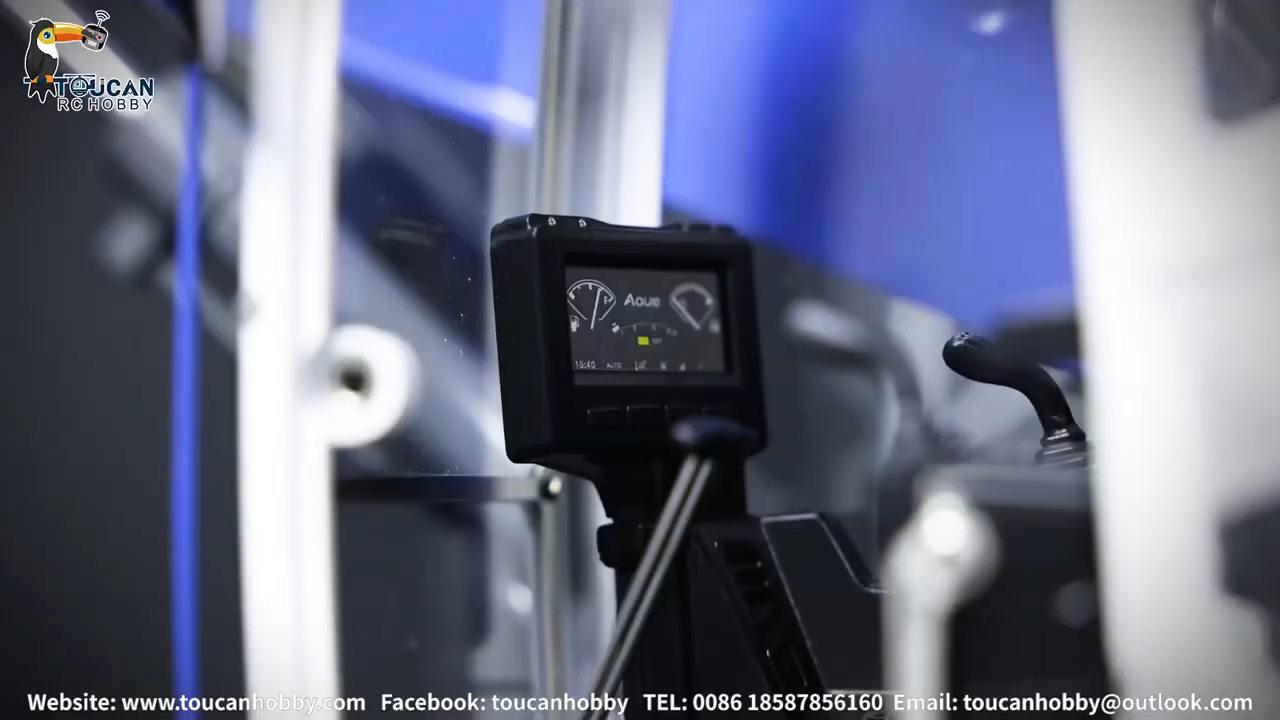 TOUCAN
RC HOBBY
F
Aoue
15:40 AUTO
Website: www.toucanhobby.com Facebook: toucanhobby TEL: 0086 18587856160 Email: toucanhobby@outlook.com